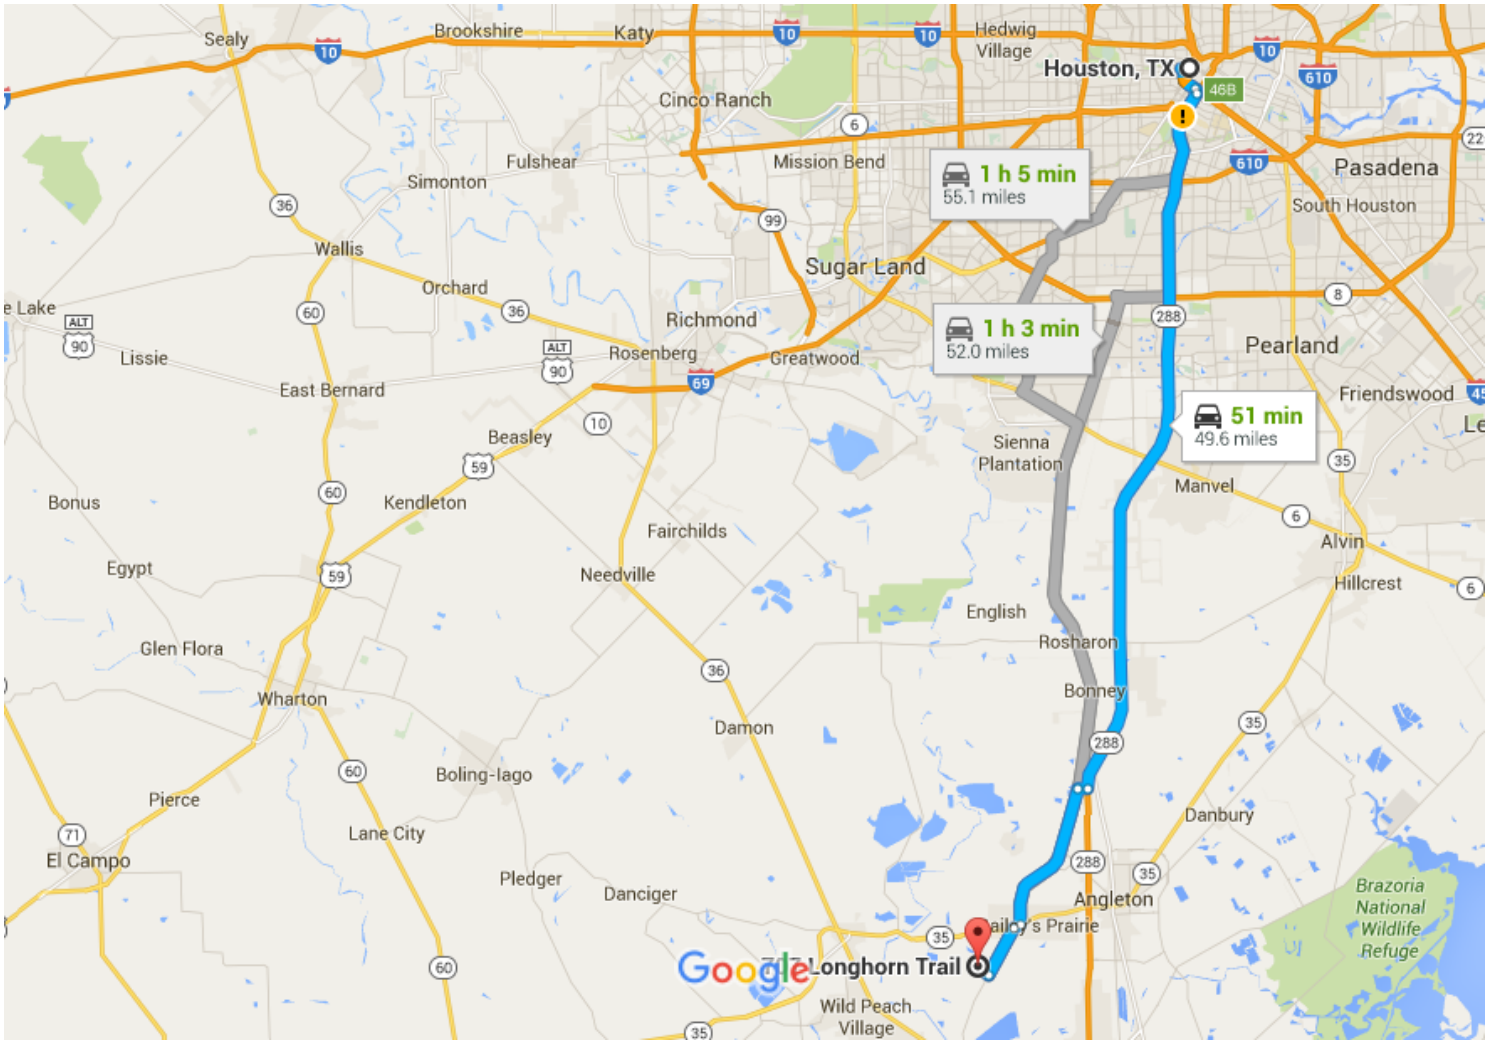 Sealy
10
Brookshire
Katy
10
10
Hedwig
Village
10
610
Houston, TX
46B
!
Cinco Ranch
6
22
Fulshear
Mission Bend
610
Pasadena
Simonton
1 h 5 min
55.1 miles
36
99
South Houston
Wallis
Sugar Land
Orchard
8
e Lake
60
36
288
ALT
90
Richmond
1 h 3 min
52.0 miles
Pearland
Lissie
ALT
90
Rosenberg
Greatwood
East Bernard
69
Friendswood
45
51 min
49.6 miles
Le
10
Beasley
Sienna
Plantation
59
35
Bonus
60
Kendleton
Manvel
6
Fairchilds
Alvin
Egypt
59
Needville
Hillcrest
6
English
Glen Flora
Rosharon
36
Wharton
Bonney
Damon
35
288
60
Boling-Iago
Pierce
Danbury
71
Lane City
El Campo
288
35
Pledger
Danciger
Angleton
Brazoria
National
Wildlife
Refuge
35
Bailey's Prairie
60
Google
Longhorn Trail
Wild Peach
Village
35